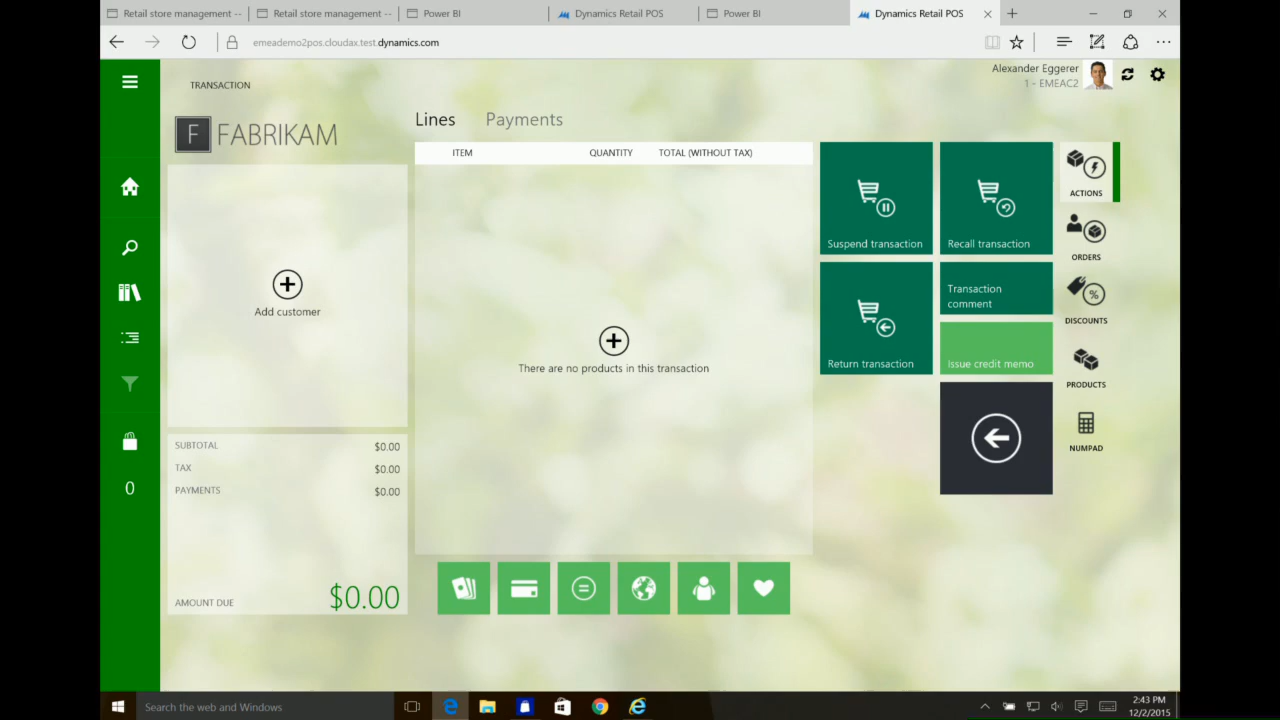 Retail store management --
Retail store management --
Power BI
Dynamics Retail POS
Power BI
Dynamics Retail POS
emeademo2pos.cloudax.test.dynamics.com
Alexander Eggerer
1 - EMEAC2
TRANSACTION
F FABRIKAM
Lines Payments
ITEM QUANTITY TOTAL (WITHOUT TAX)
Add customer
There are no products in this transaction
SUBTOTAL $0.00
TAX $0.00
PAYMENTS $0.00
AMOUNT DUE $0.00
Suspend transaction
Recall transaction
Return transaction
Transaction
comment
Issue credit memo
ACTIONS
ORDERS
DISCOUNTS
PRODUCTS
NUMPAD
0
Search the web and Windows
2:43 PM
12/2/2015